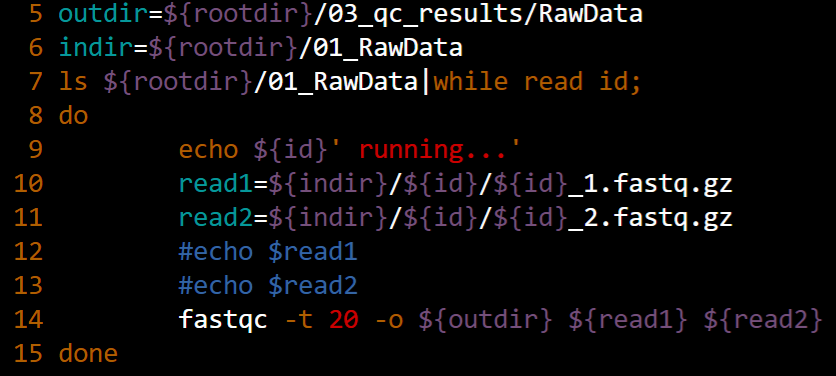 5 outdir=${rootdir}/03_qc_results/RawData
6 indir=${rootdir}/01_RawData
7 ls ${rootdir}/01_RawData|while read id;
8 do
9         echo ${id}' running...'
10         read1=${indir}/${id}/${id}_1.fastq.gz
11         read2=${indir}/${id}/${id}_2.fastq.gz
12         #echo $read1
13         #echo $read2
14         fastqc -t 20 -o ${outdir} ${read1} ${read2}
15 done